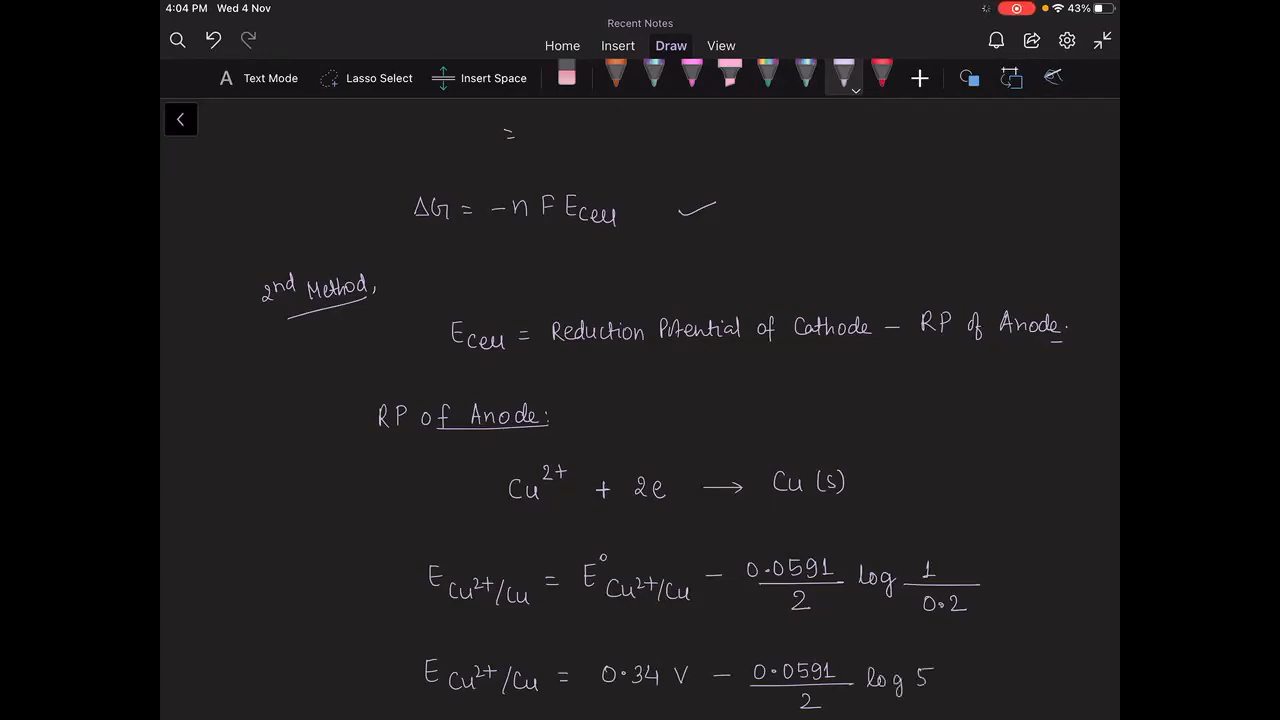 4:04 PM Wed 4 Nov
43%
Recent Notes
Home Insert Draw View
A Text Mode Lasso Select Insert Space
=
ΔG = -n F Ecell ✓
2nd Method,
Ecell = Reduction Potential of Cathode - RP of Anode.
RP of Anode:
Cu²⁺ + 2e → Cu (s)
E Cu²⁺/Cu = E° Cu²⁺/Cu - 0.0591/2 log 1/0.2
E Cu²⁺/Cu = 0.34 V - 0.0591/2 log 5